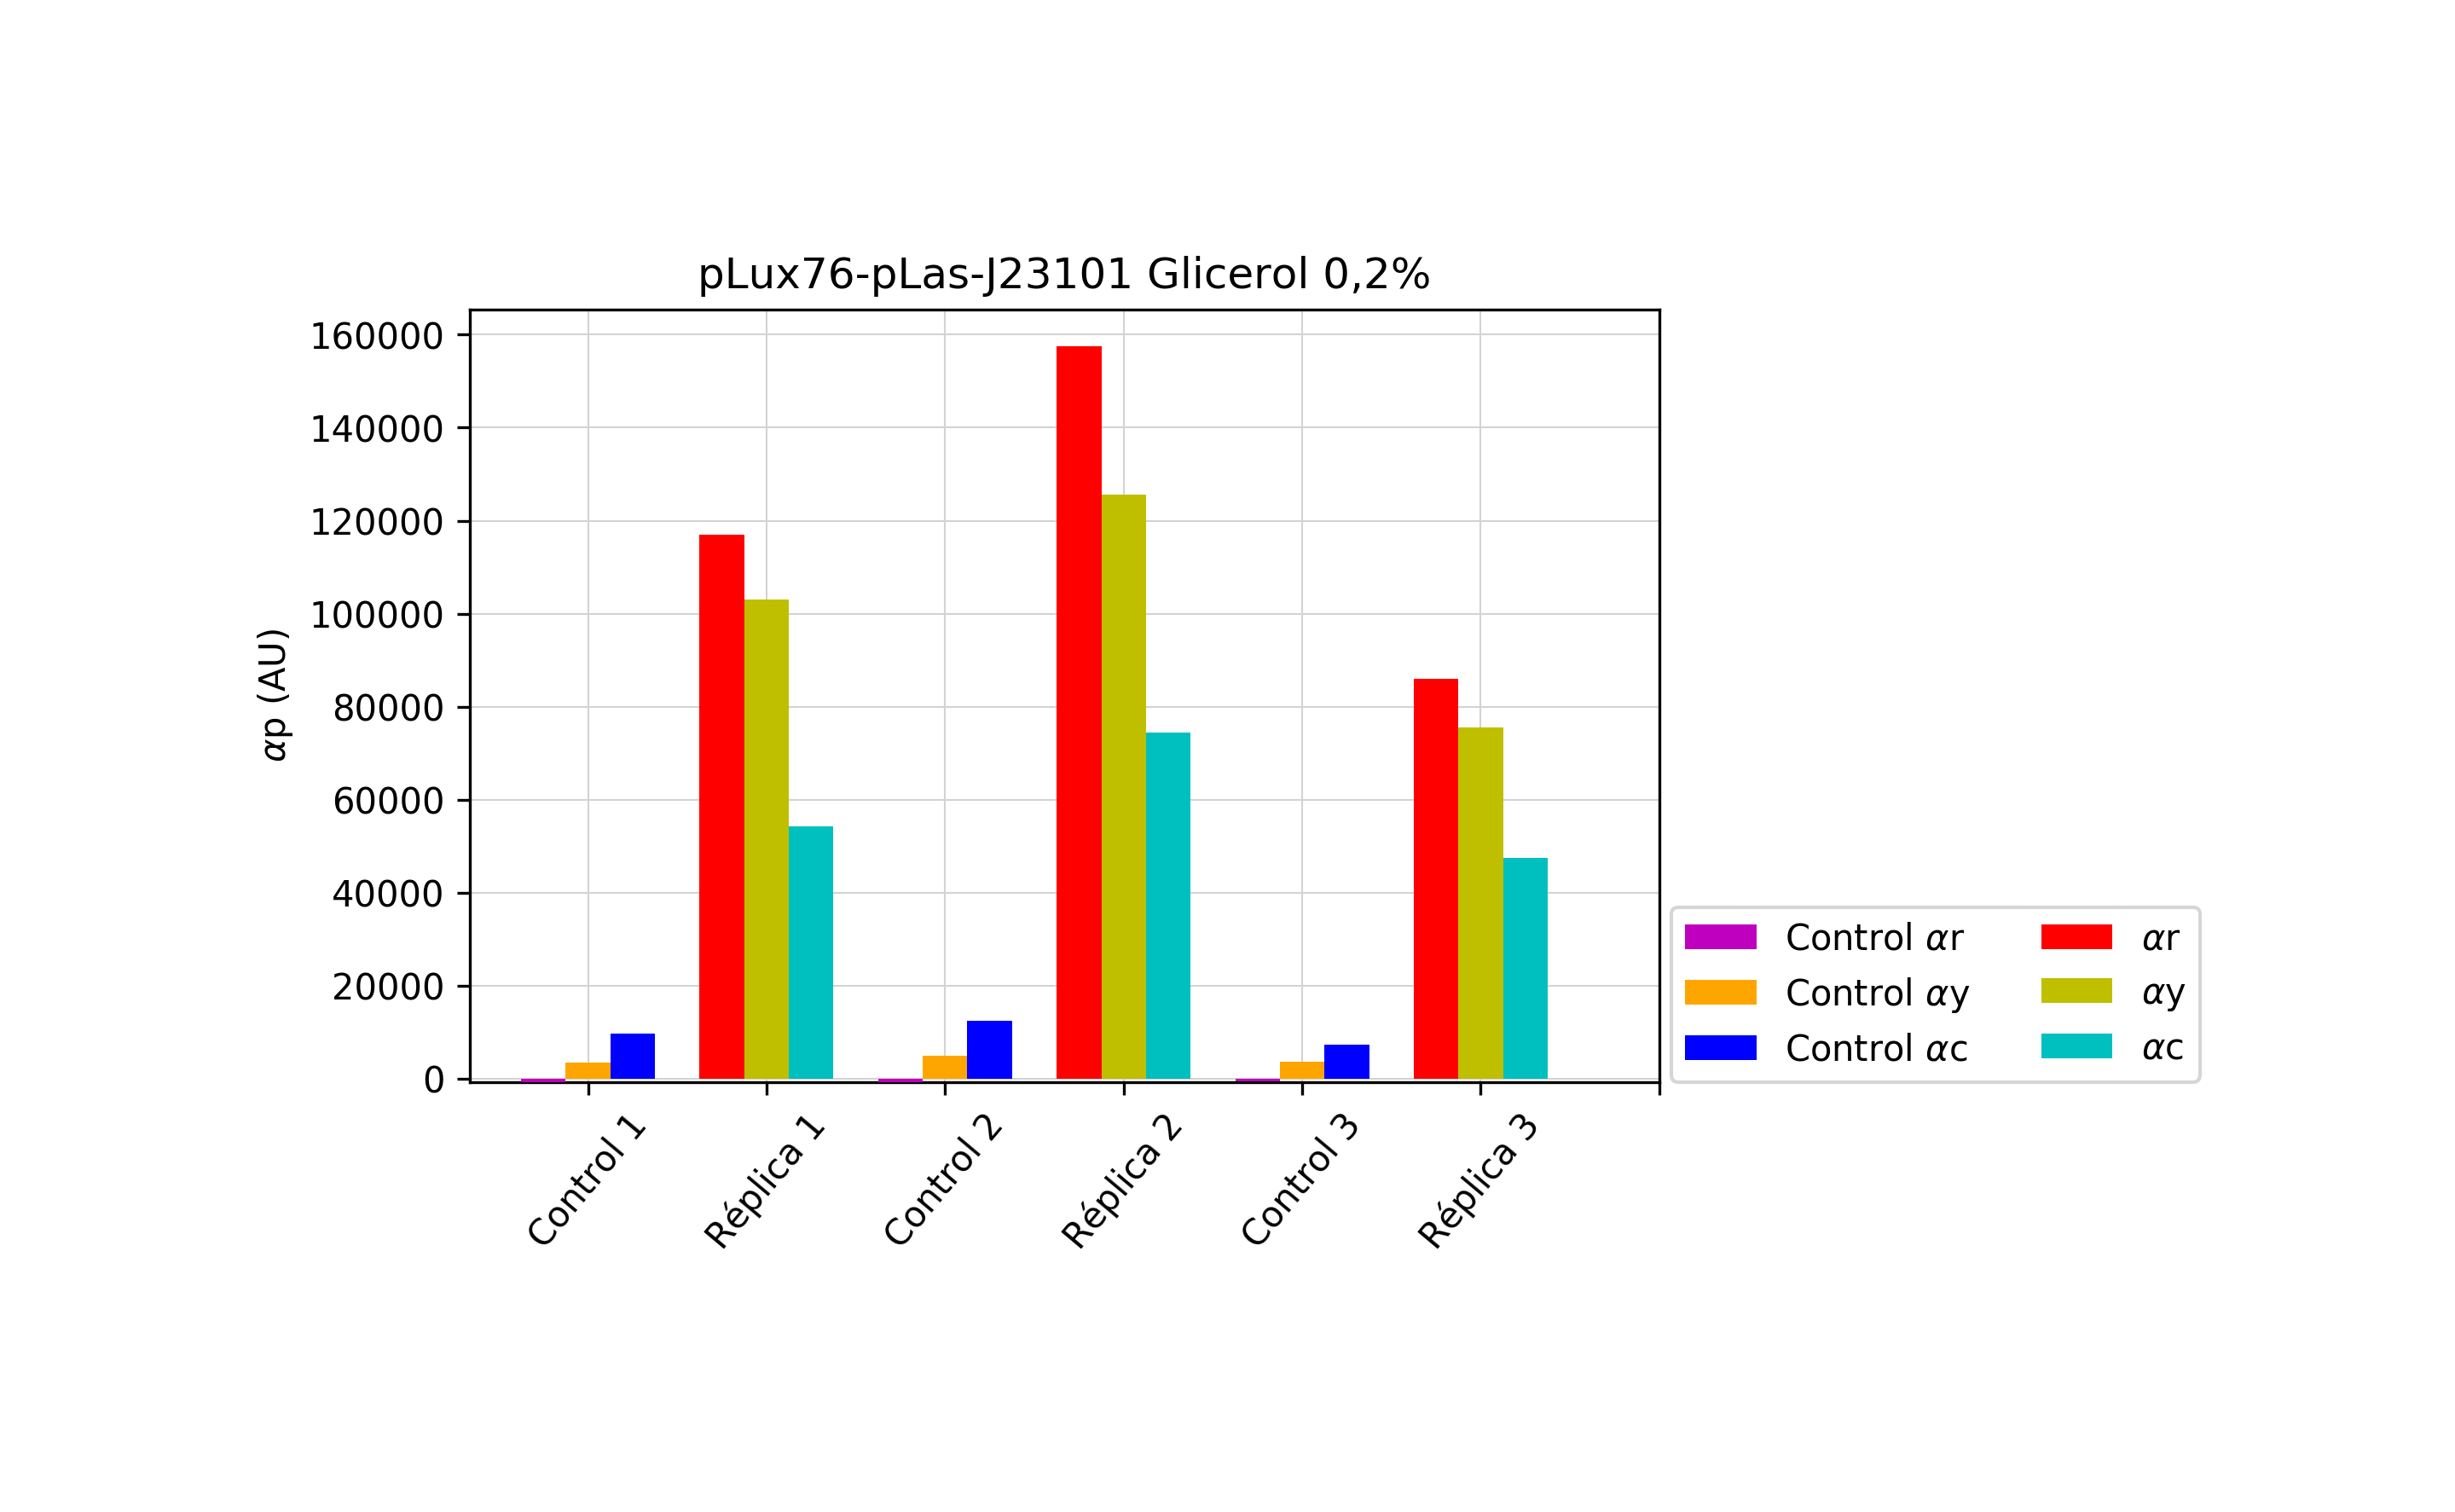 pLux76-pLas-J23101 Glicerol 0,2%
αp (AU)
160000
140000
120000
100000
80000
60000
40000
20000
0
Control 1
Réplica 1
Control 2
Réplica 2
Control 3
Réplica 3
Control αr
Control αy
Control αc
αr
αy
αc